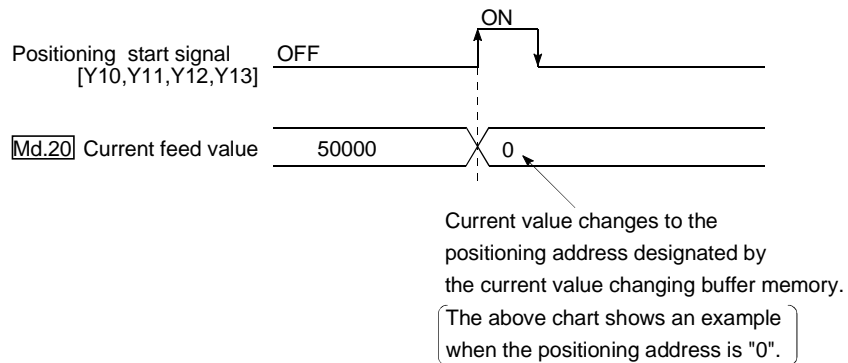 ON
Positioning start signal
OFF
[Y10,Y11,Y12,Y13]
Md.20 Current feed value
50000
0
Current value changes to the
positioning address designated by
the current value changing buffer memory.
The above chart shows an example
when the positioning address is "0".